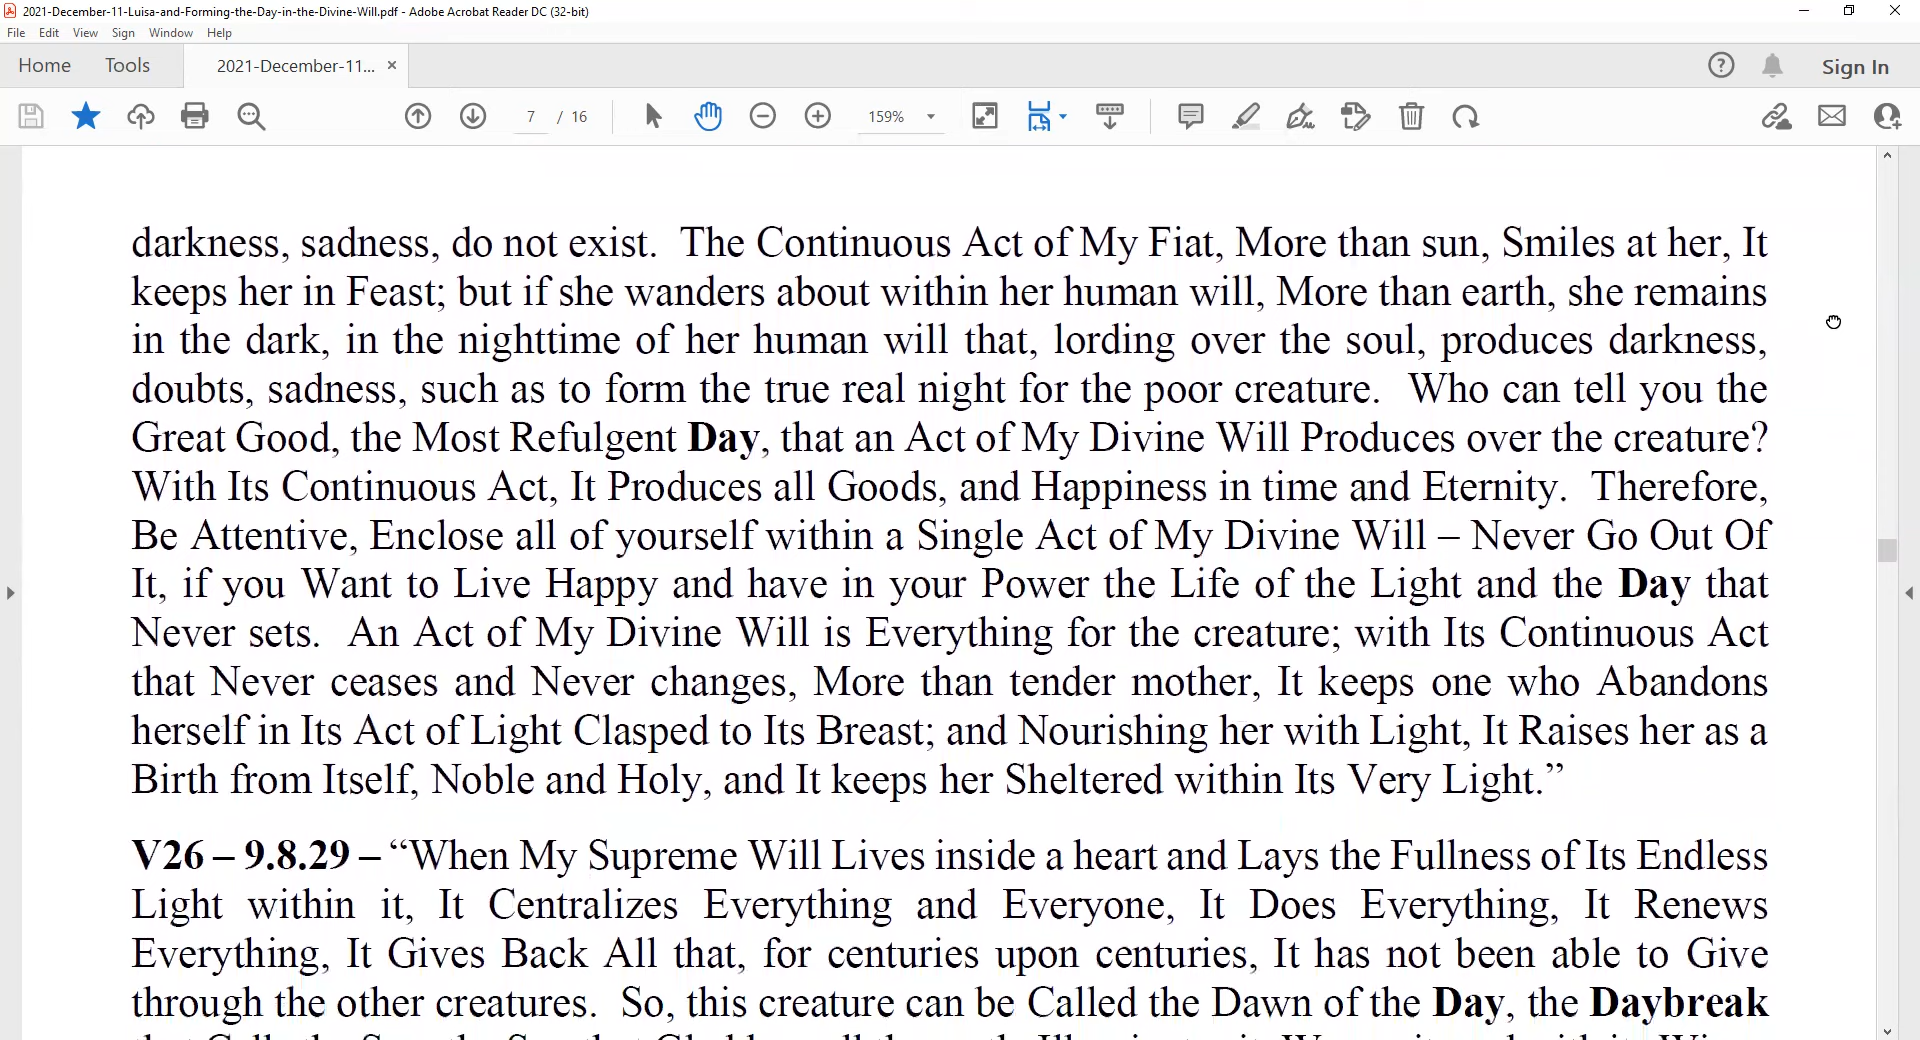 2021-December-11-Luisa-and-Forming-the-Day-in-the-Divine-Will.pdf - Adobe Acrobat Reader DC (32-bit)
File Edit View Sign Window Help
Home Tools 2021-December-11... × Sign In
7 / 16 159%
darkness, sadness, do not exist. The Continuous Act of My Fiat, More than sun, Smiles at her, It
keeps her in Feast; but if she wanders about within her human will, More than earth, she remains
in the dark, in the nighttime of her human will that, lording over the soul, produces darkness,
doubts, sadness, such as to form the true real night for the poor creature. Who can tell you the
Great Good, the Most Refulgent Day, that an Act of My Divine Will Produces over the creature?
With Its Continuous Act, It Produces all Goods, and Happiness in time and Eternity. Therefore,
Be Attentive, Enclose all of yourself within a Single Act of My Divine Will – Never Go Out Of
It, if you Want to Live Happy and have in your Power the Life of the Light and the Day that
Never sets. An Act of My Divine Will is Everything for the creature; with Its Continuous Act
that Never ceases and Never changes, More than tender mother, It keeps one who Abandons
herself in Its Act of Light Clasped to Its Breast; and Nourishing her with Light, It Raises her as a
Birth from Itself, Noble and Holy, and It keeps her Sheltered within Its Very Light.”
V26 – 9.8.29 – “When My Supreme Will Lives inside a heart and Lays the Fullness of Its Endless
Light within it, It Centralizes Everything and Everyone, It Does Everything, It Renews
Everything, It Gives Back All that, for centuries upon centuries, It has not been able to Give
through the other creatures. So, this creature can be Called the Dawn of the Day, the Daybreak